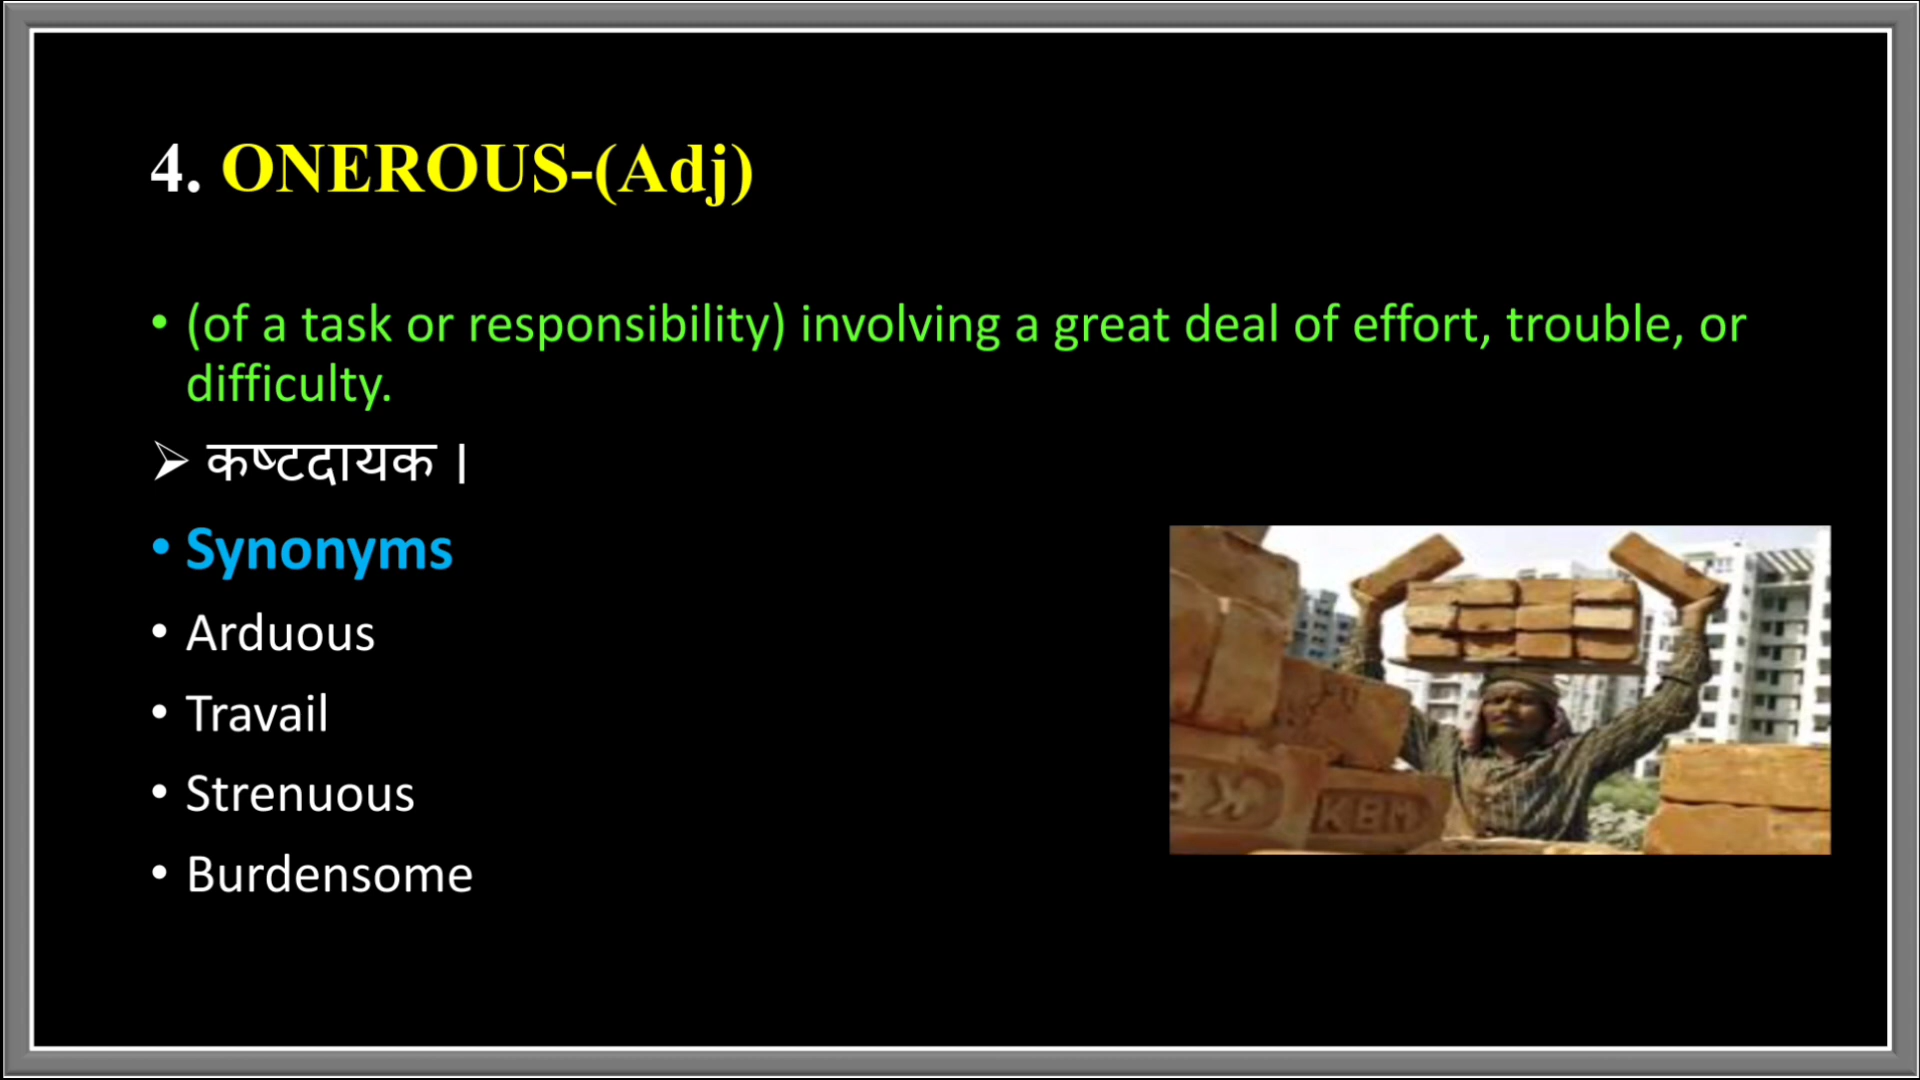 4. ONEROUS-(Adj)
• (of a task or responsibility) involving a great deal of effort, trouble, or
difficulty.
➢ कष्टदायक ।
• Synonyms
• Arduous
• Travail
• Strenuous
• Burdensome
KBM